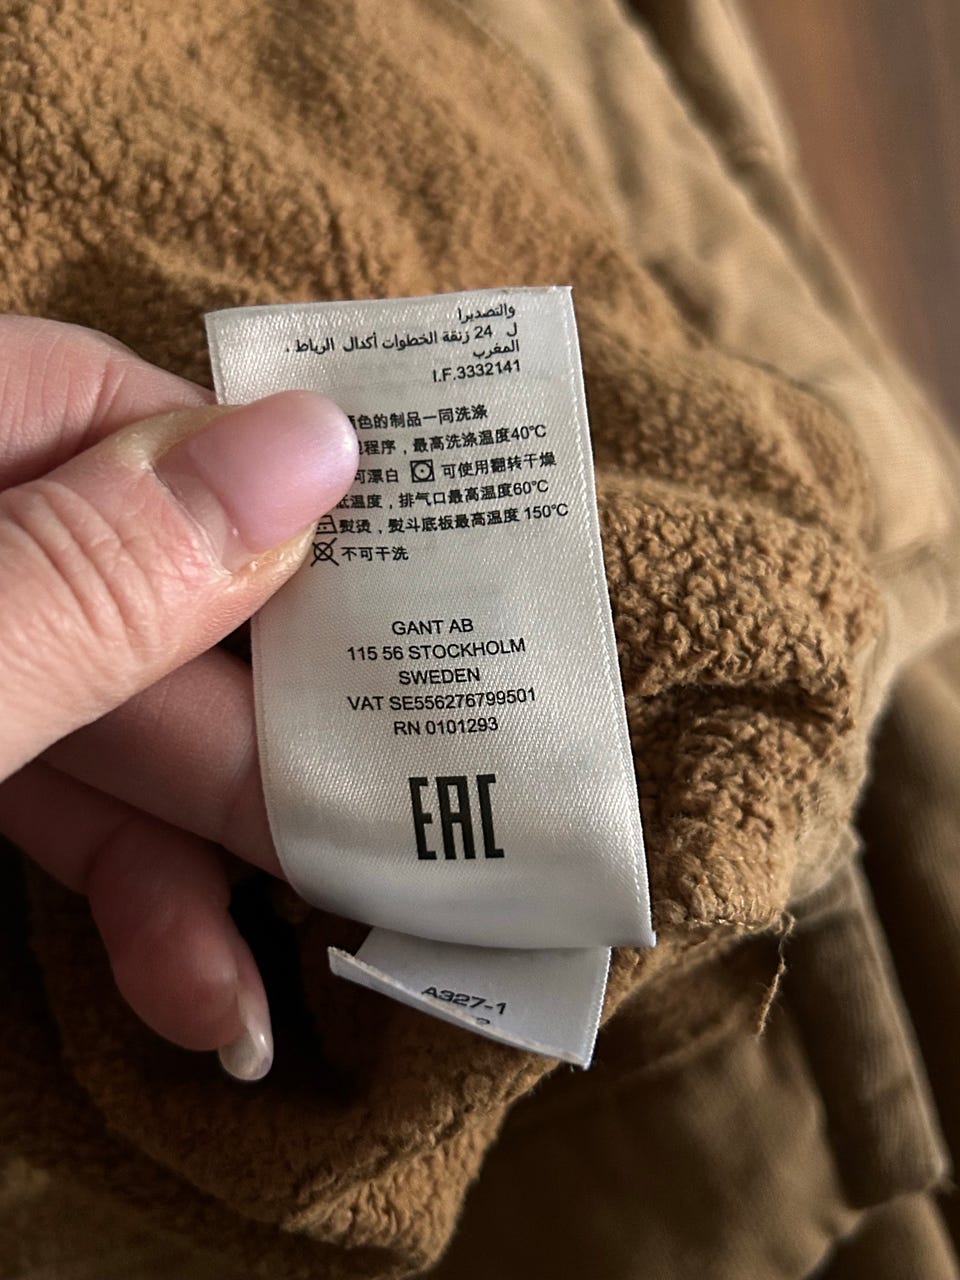 والتصديرا
ل 24 زنقة الخطوات أكدال الرباط .
المغرب
I.F.3332141
色的制品一同洗涤
程序，最高洗涤温度40℃
可漂白 可使用翻转干燥
低温度，排气口最高温度60℃
熨烫，熨斗底板最高温度 150℃
不可干洗
GANT AB
115 56 STOCKHOLM
SWEDEN
VAT SE556276799501
RN 0101293
EAC
A327-1